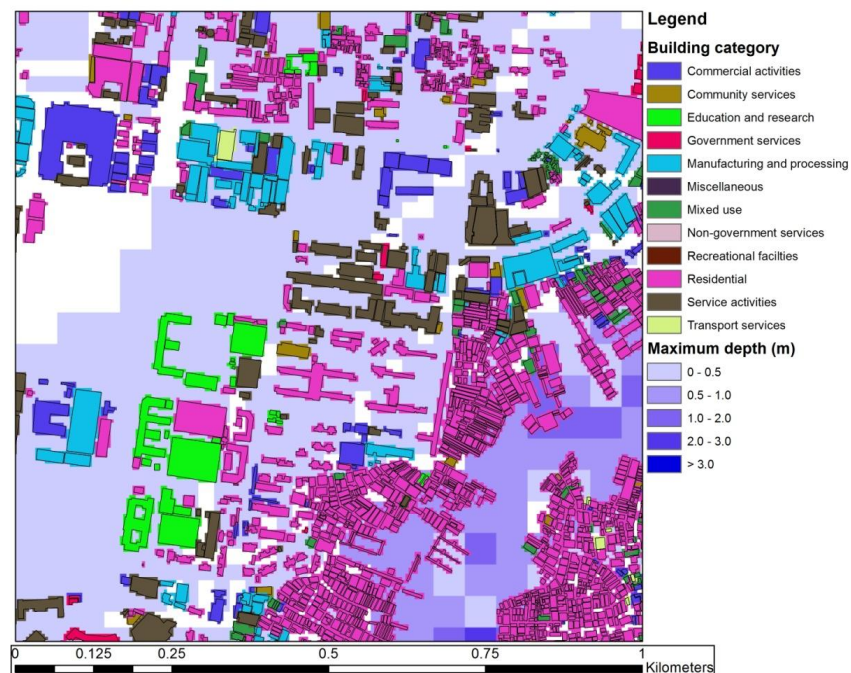 Legend
Building category
Commercial activities
Community services
Education and research
Government services
Manufacturing and processing
Miscellaneous
Mixed use
Non-government services
Recreational facilties
Residential
Service activities
Transport services
Maximum depth (m)
0 - 0.5
0.5 - 1.0
1.0 - 2.0
2.0 - 3.0
> 3.0
0 0.125 0.25 0.5 0.75 1
Kilometers